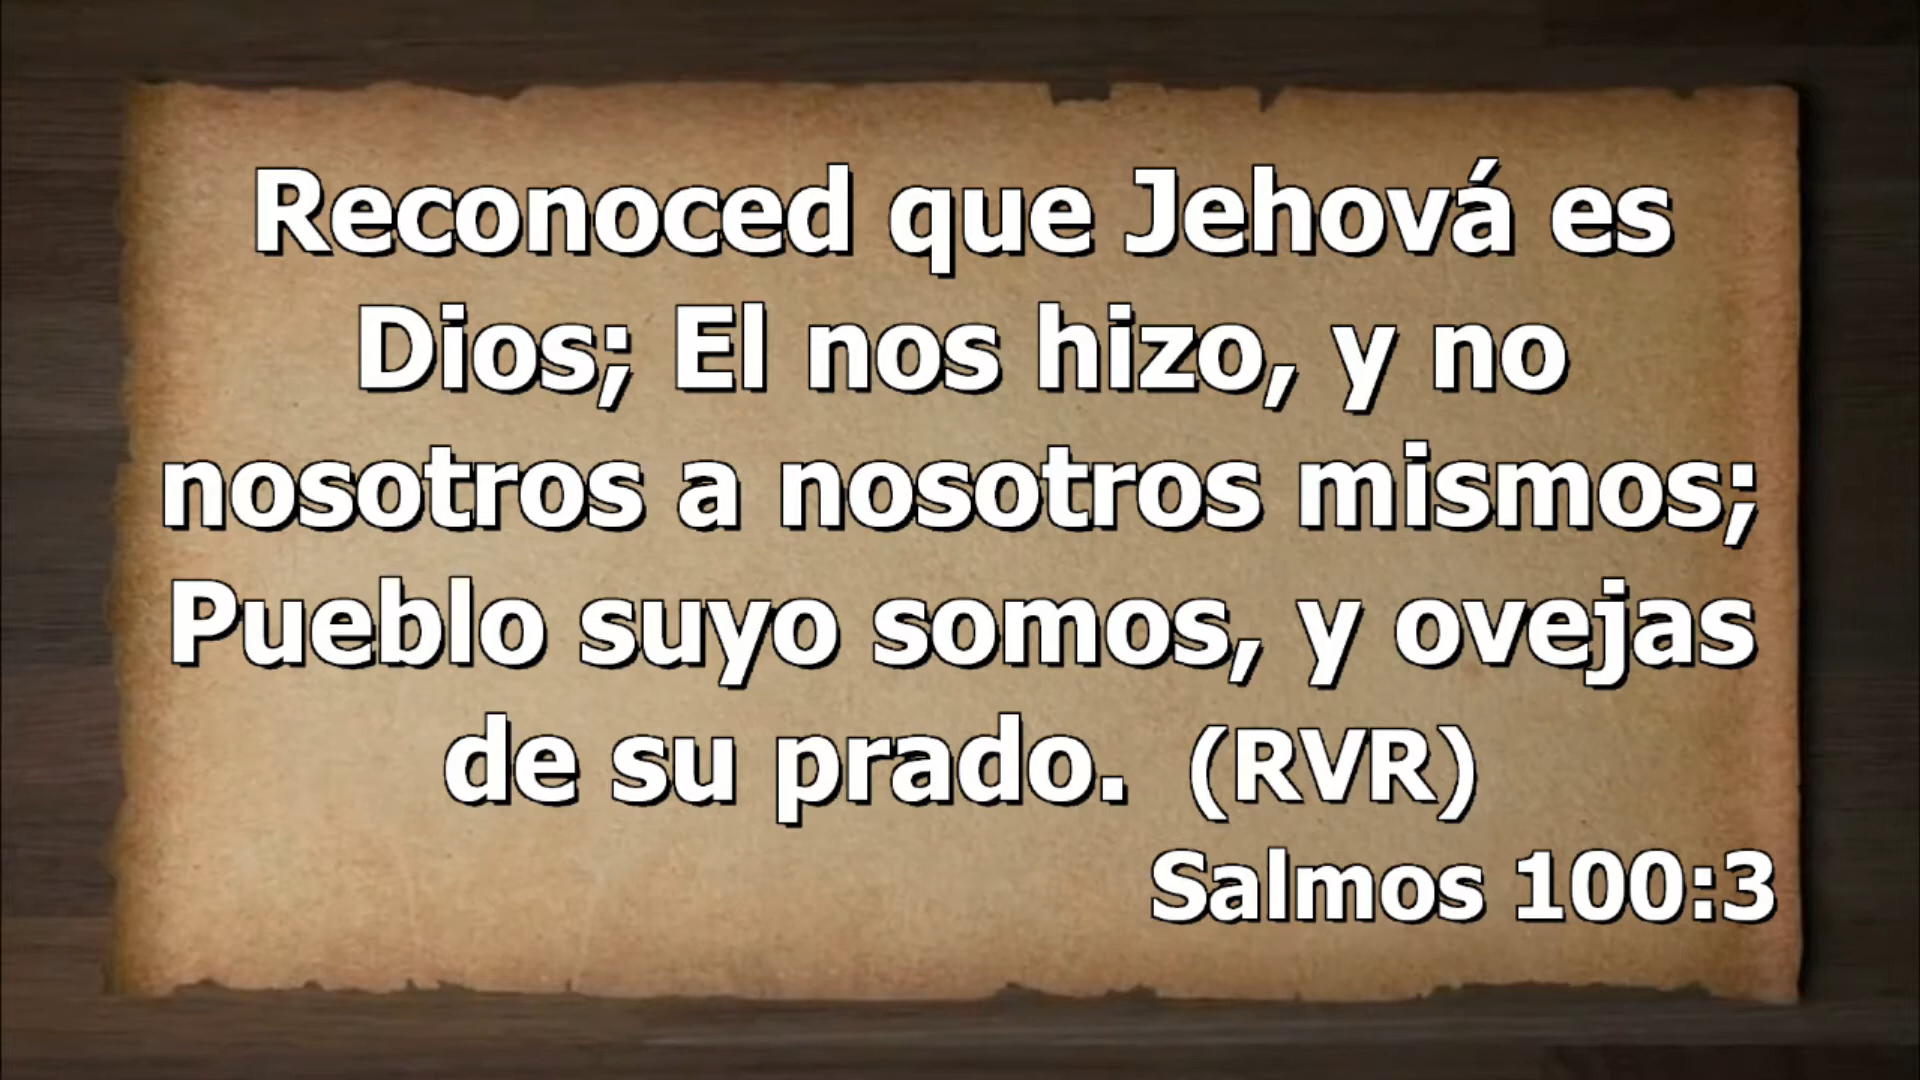 Reconoced que Jehová es
Dios; El nos hizo, y no
nosotros a nosotros mismos;
Pueblo suyo somos, y ovejas
de su prado. (RVR)
Salmos 100:3